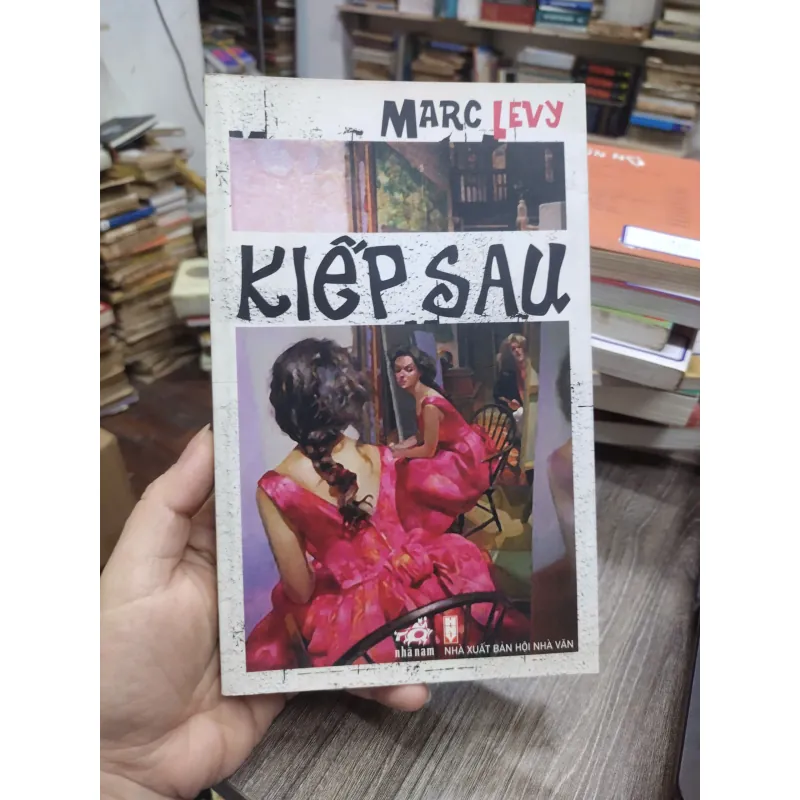 MARC LEVY
KIẾP SAU
nhã nam NHÀ XUẤT BẢN HỘI NHÀ VĂN